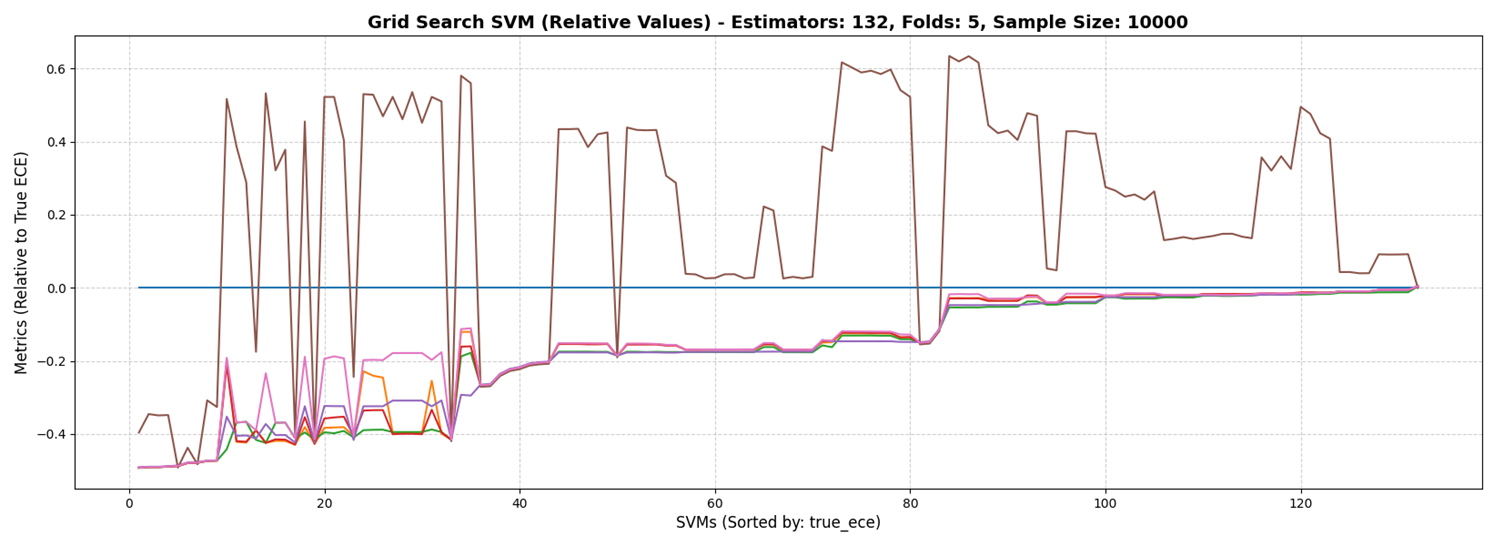 Grid Search SVM (Relative Values) - Estimators: 132, Folds: 5, Sample Size: 10000
Metrics (Relative to True ECE)
0.6
0.4
0.2
0.0
−0.2
−0.4
0 20 40 60 80 100 120
SVMs (Sorted by: true_ece)